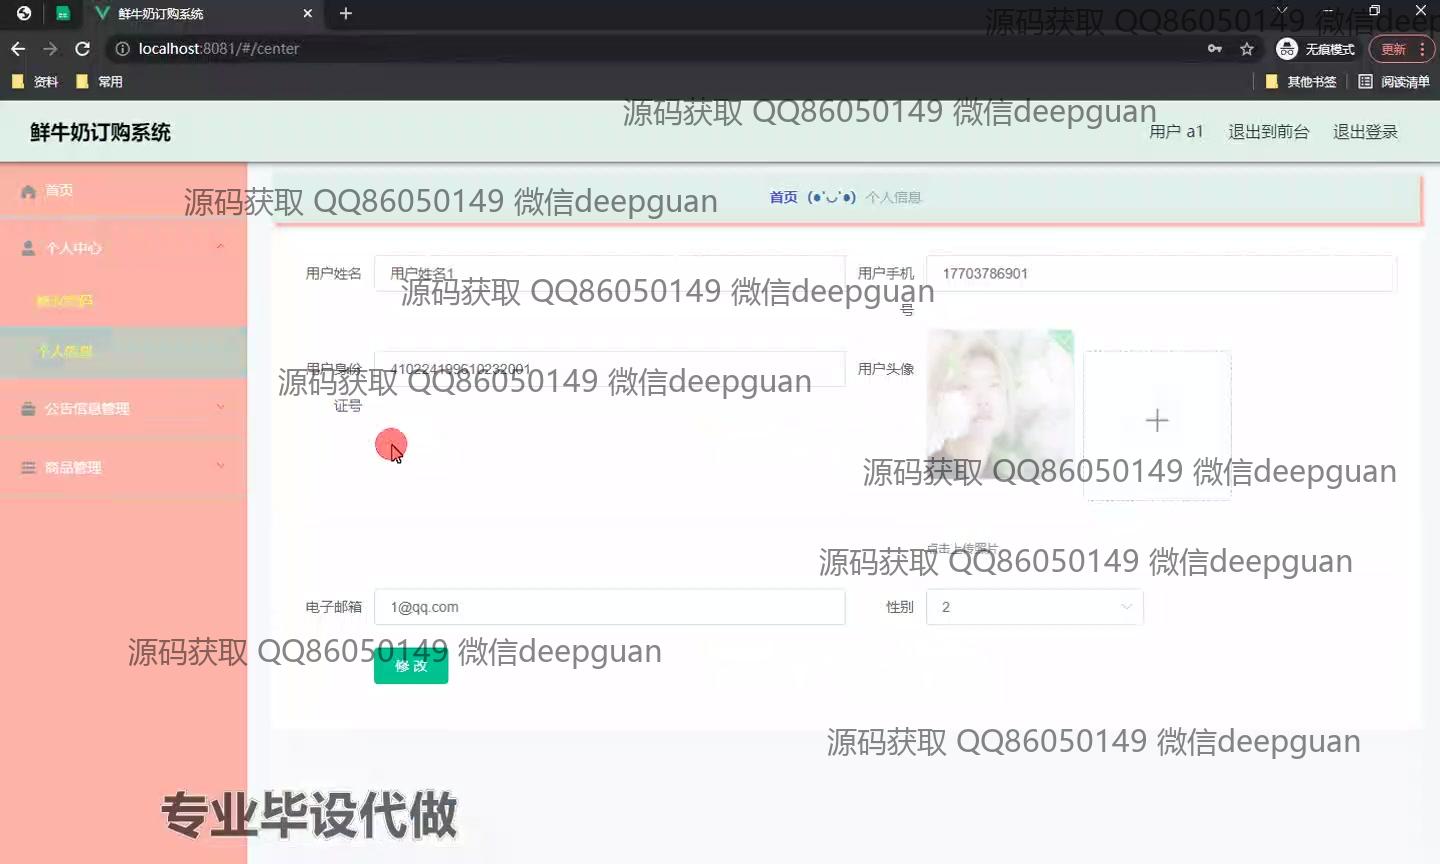 鲜牛奶订购系统
源码获取 QQ86050149 微信deep
localhost:8081/#/center
无痕模式
更新
资料
常用
其他书签
阅读清单
源码获取 QQ86050149 微信deepguan
鲜牛奶订购系统
用户 a1
退出到前台
退出登录
首页
源码获取 QQ86050149 微信deepguan
首页
(●'◡'●)
个人信息
个人中心
用户姓名
用户姓名1
用户手机号
17703786901
源码获取 QQ86050149 微信deepguan
个人信息
用户身份证号
410224199610232001
用户头像
源码获取 QQ86050149 微信deepguan
公告信息管理
商品管理
源码获取 QQ86050149 微信deepguan
点击上传照片
源码获取 QQ86050149 微信deepguan
电子邮箱
1@qq.com
性别
2
源码获取 QQ86050149 微信deepguan
修改
源码获取 QQ86050149 微信deepguan
专业毕设代做